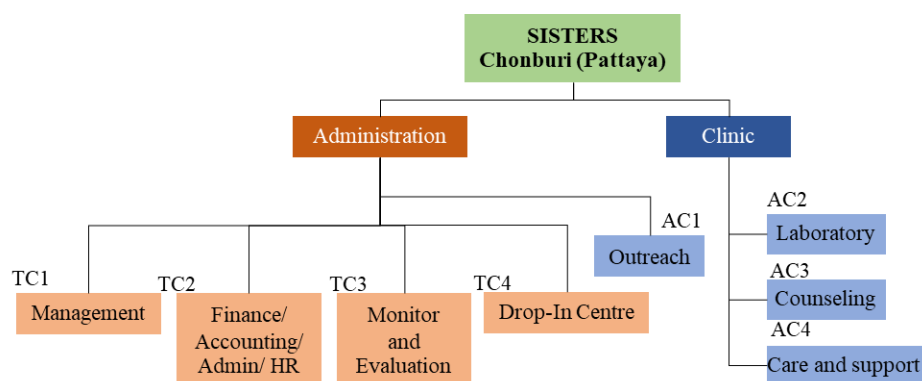 SISTERS
Chonburi (Pattaya)
Administration
Clinic
AC2
Laboratory
AC1
Outreach
AC3
Counseling
TC1
Management
TC2
Finance/
Accounting/
Admin/ HR
TC3
Monitor
and
Evaluation
TC4
Drop-In Centre
AC4
Care and support